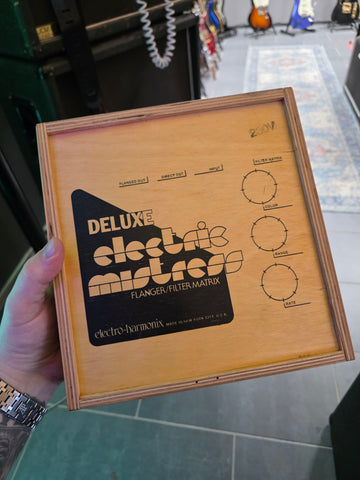 220V
FILTER MATRIX
FLANGED OUT DIRECT OUT INPUT
COLOR
DELUXE
electric
mistress
RANGE
FLANGER/FILTER MATRIX
RATE
electro-harmonix MADE IN NEW YORK CITY U.S.A.